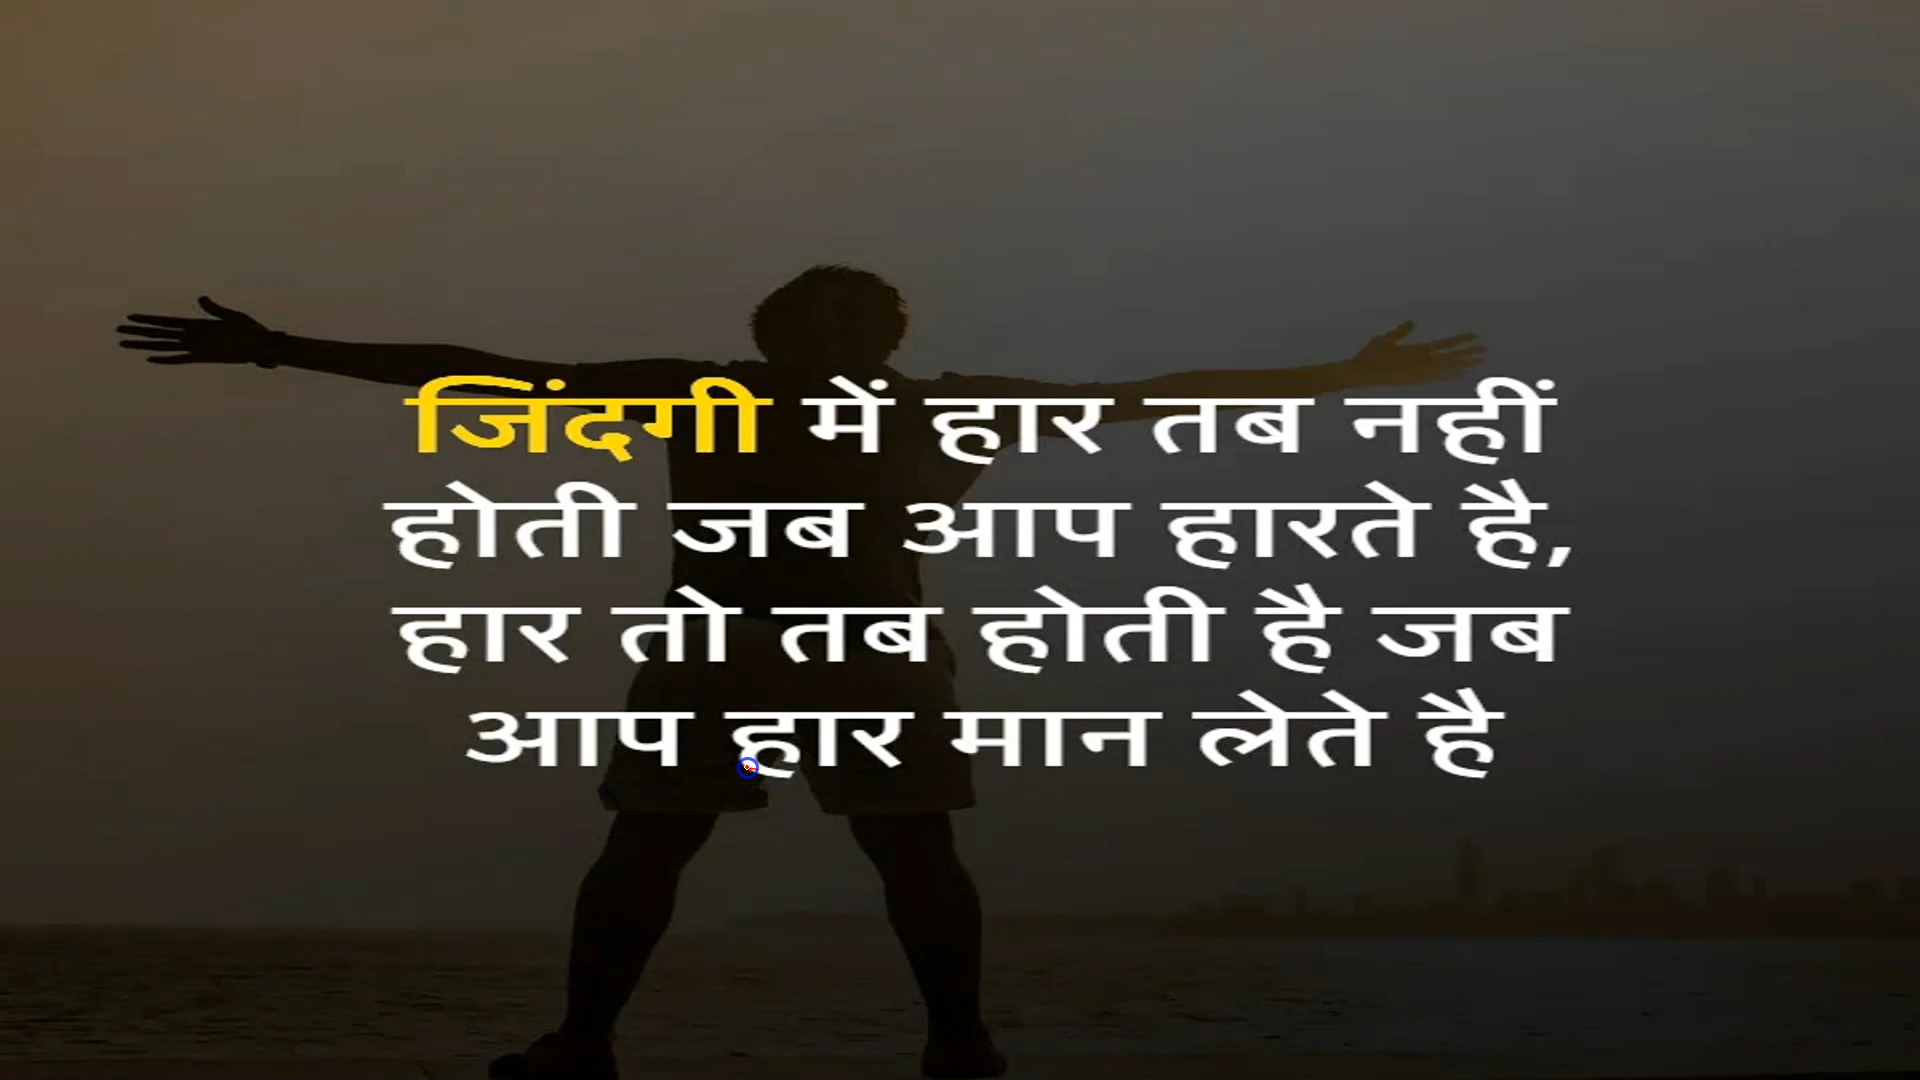 जिंदगी में हार तब नहीं
होती जब आप हारते है,
हार तो तब होती है जब
आप हार मान लेते है